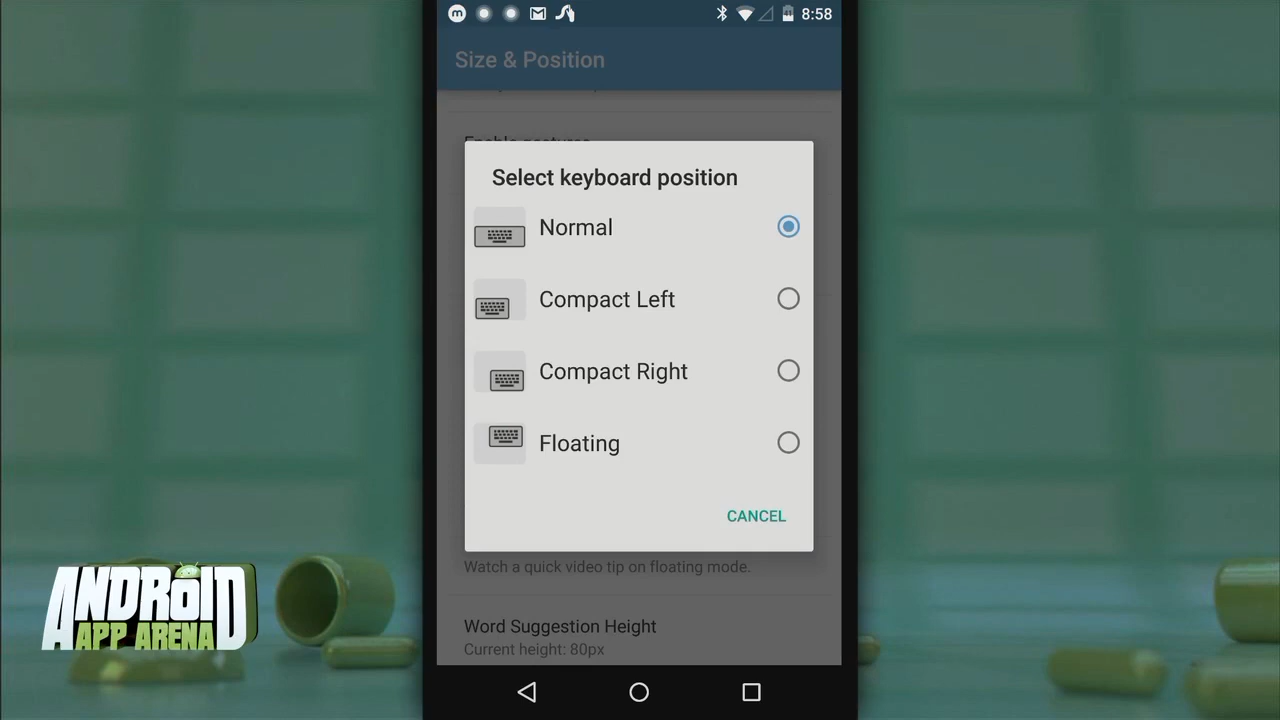 8:58
Size & Position
Enable gestures
Select keyboard position
Normal
Compact Left
Compact Right
Floating
CANCEL
Watch a quick video tip on floating mode.
Word Suggestion Height
Current height: 80px
ANDROID
APP ARENA